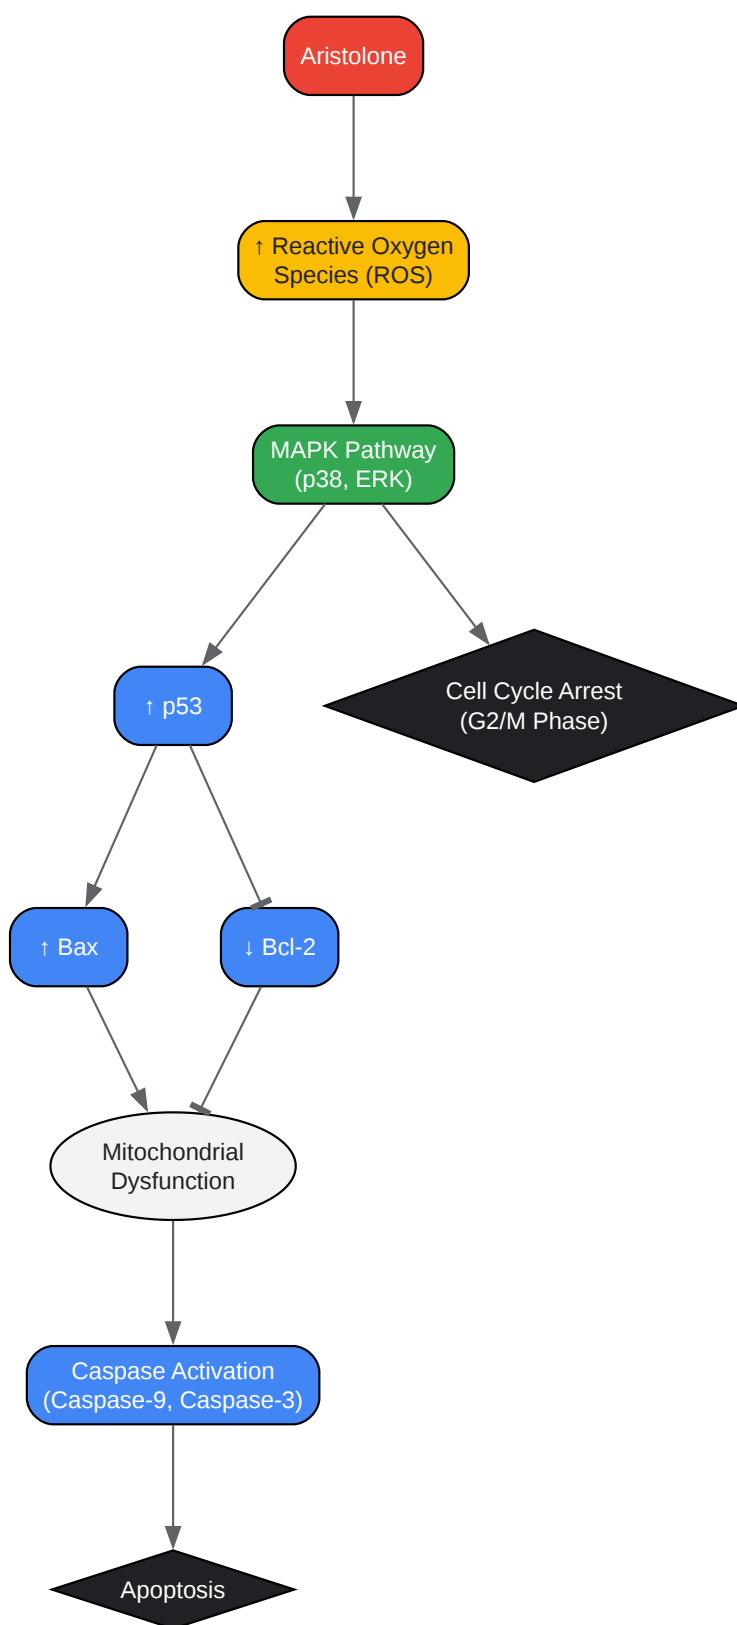 Aristolone
↑ Reactive Oxygen
Species (ROS)
MAPK Pathway
(p38, ERK)
↑ p53
Cell Cycle Arrest
(G2/M Phase)
↑ Bax
↓ Bcl-2
Mitochondrial
Dysfunction
Caspase Activation
(Caspase-9, Caspase-3)
Apoptosis